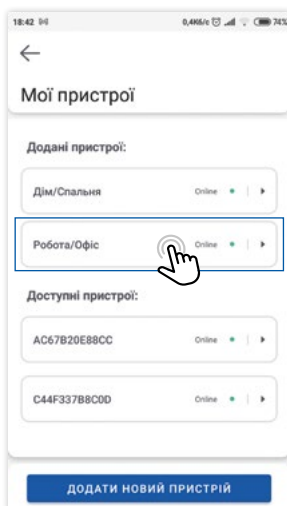 18:42
0,4Кб/с 74%
Мої пристрої
Додані пристрої:
Дім/Спальня Online
Робота/Офіс Online
Доступні пристрої:
AC67B20E88CC Online
C44F337B8C0D Online
ДОДАТИ НОВИЙ ПРИСТРІЙ